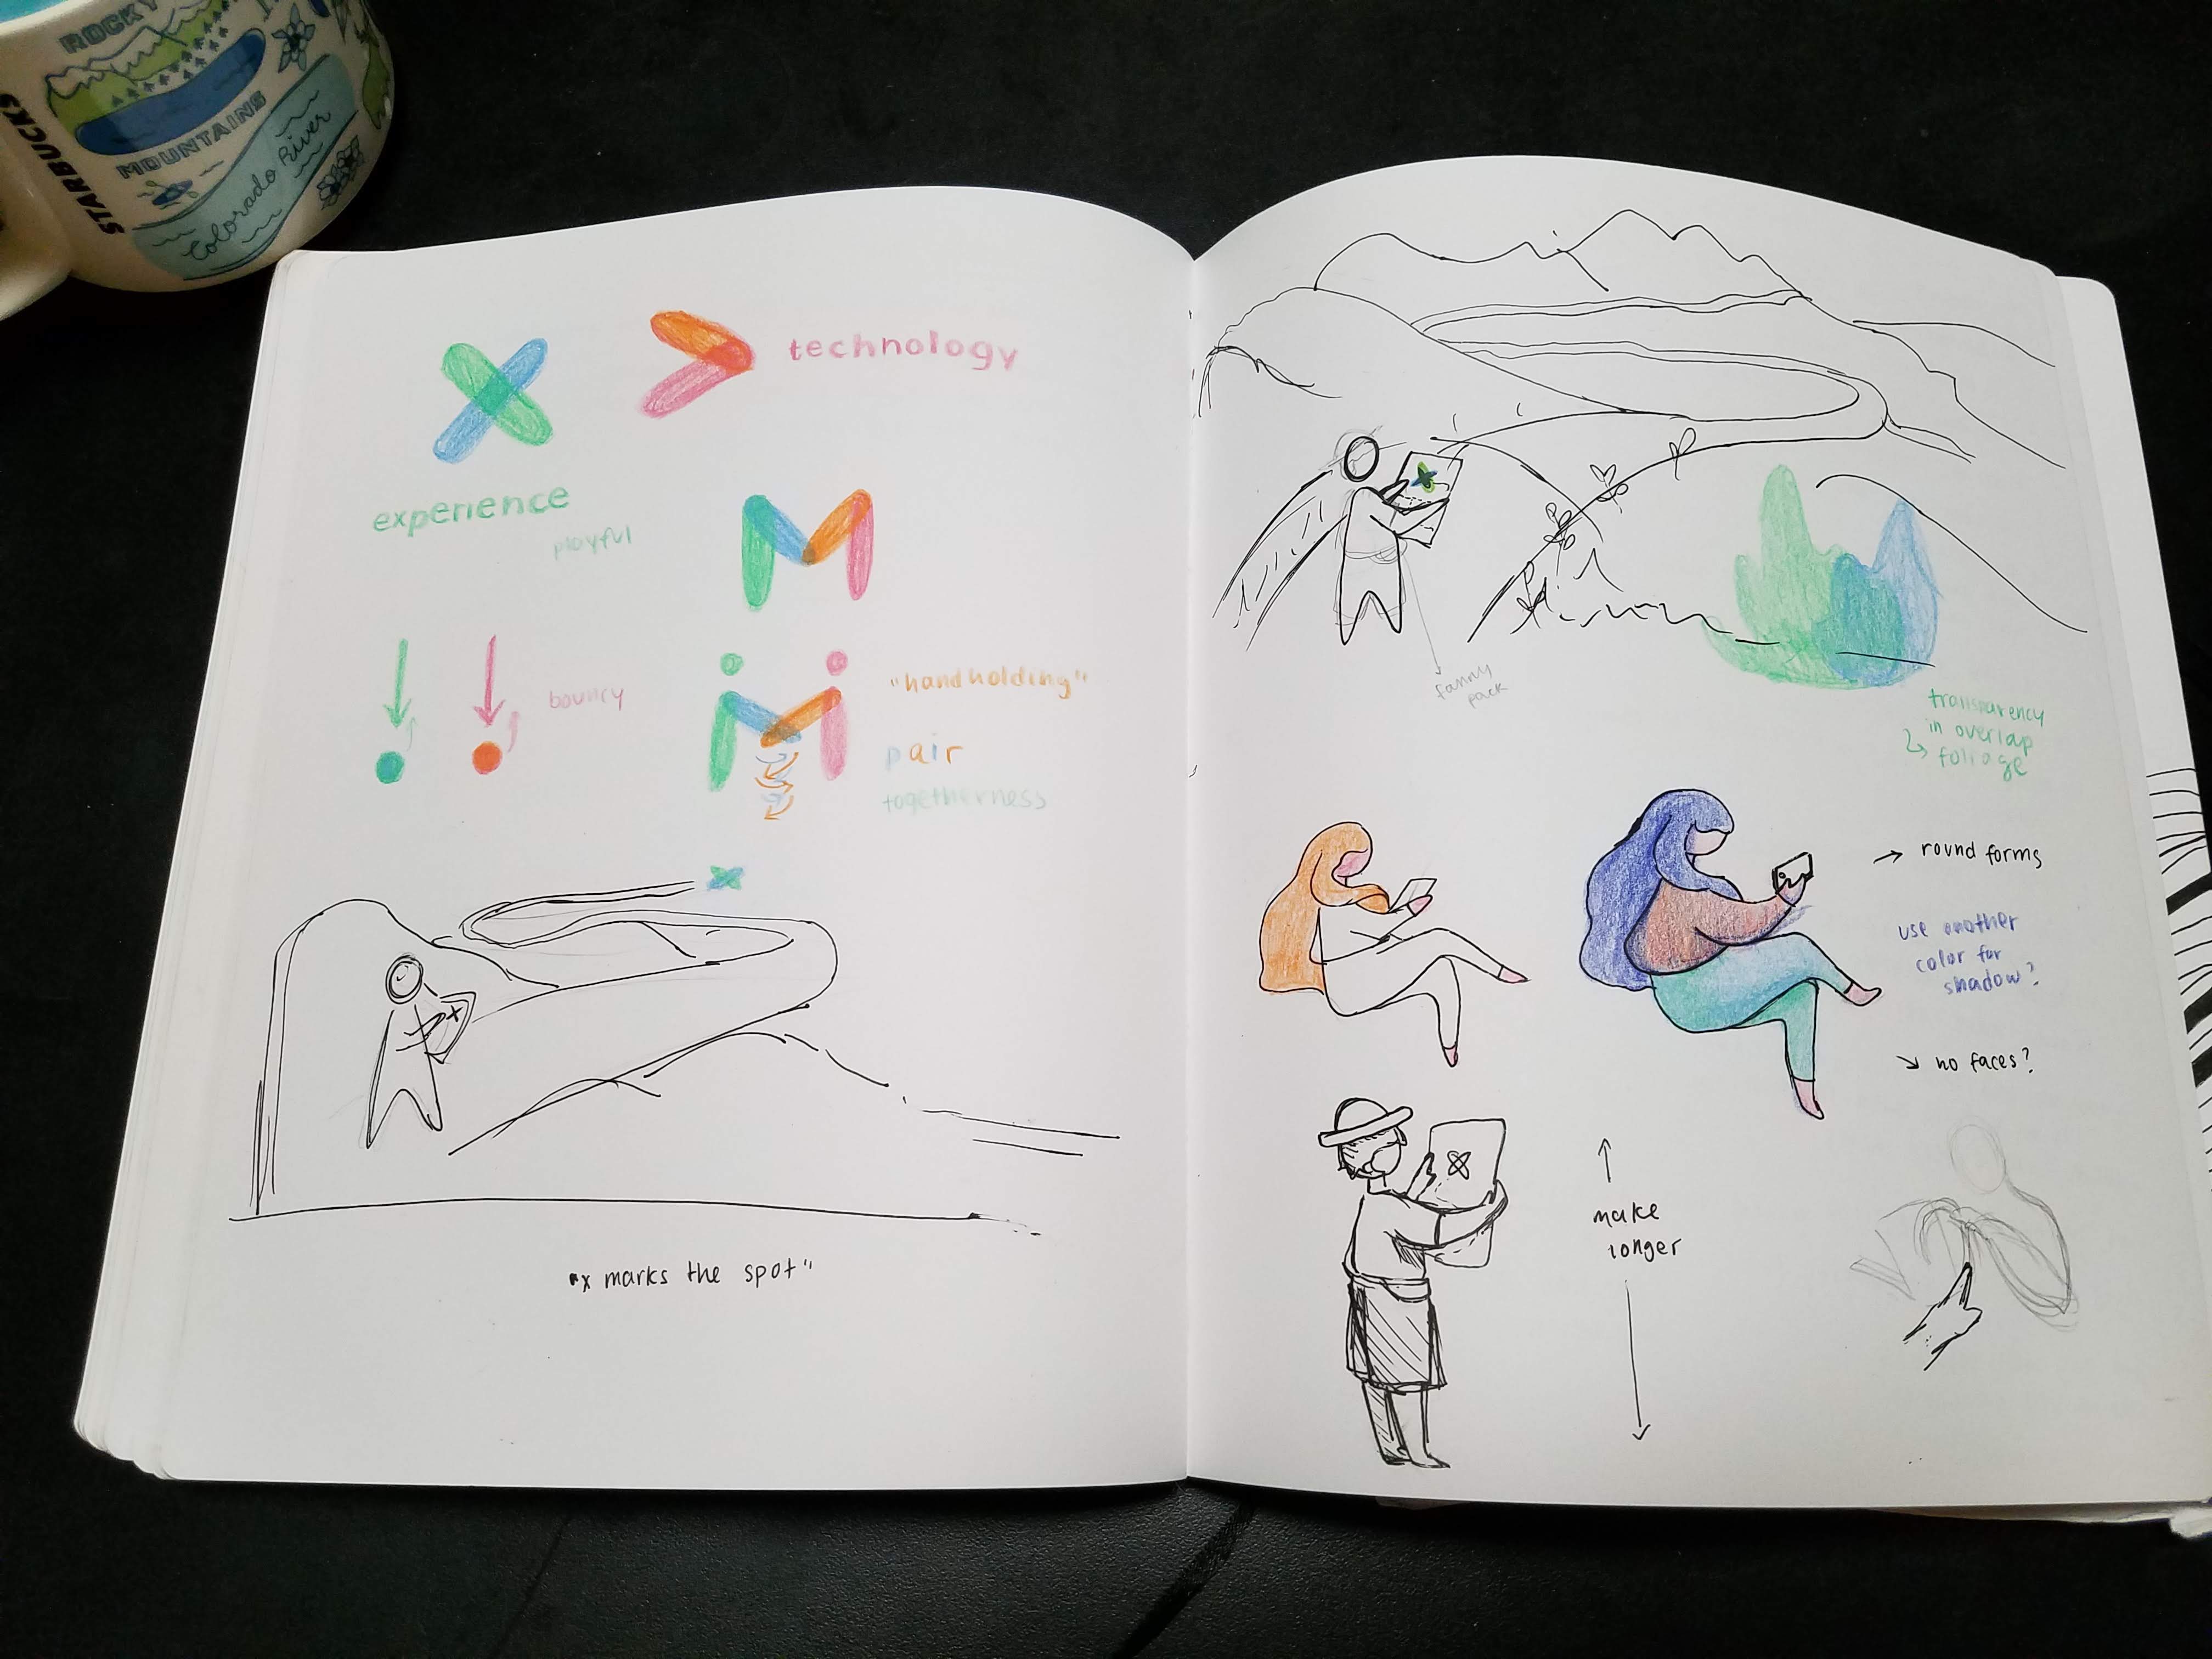 ROCKY
MOUNTAINS
STARBUCKS
Colorado River
technology
experience
playful
bouncy
"handholding"
pair
togetherness
"x marks the spot"
fanny
pack
transparency
in overlap
foliage
round forms
use another
color for
shadow?
no faces?
make
longer